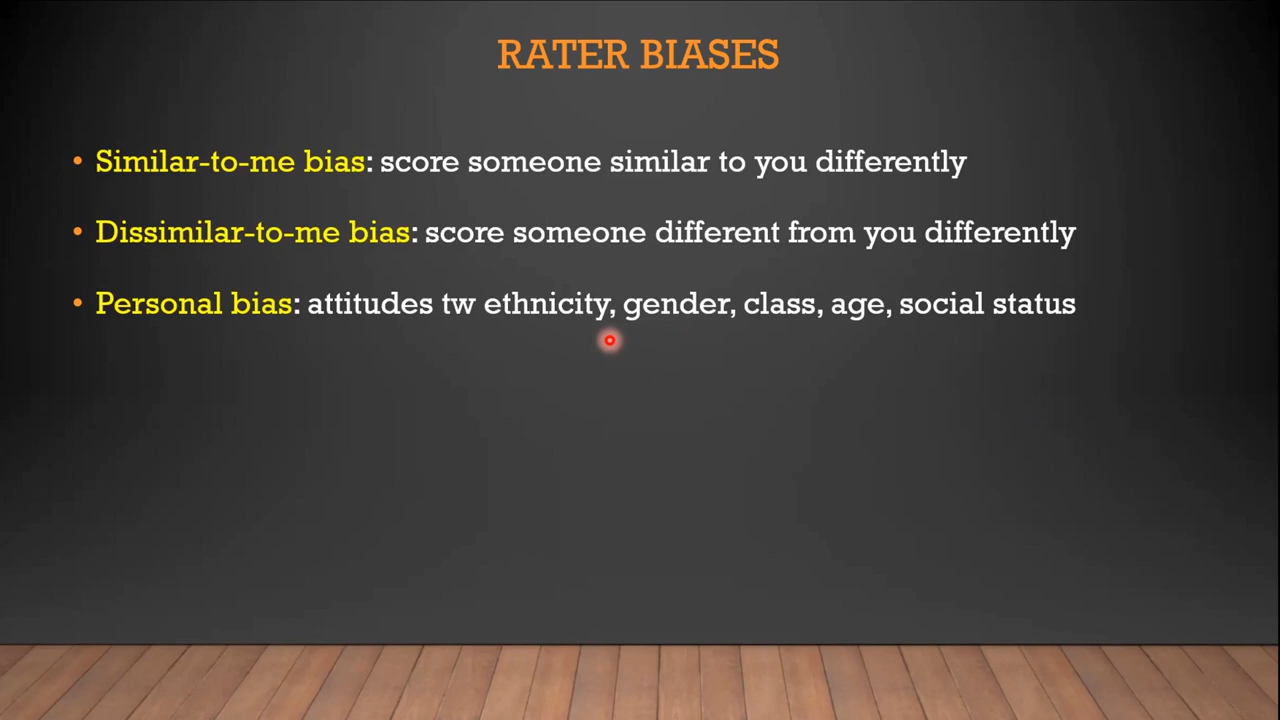 RATER BIASES
• Similar-to-me bias: score someone similar to you differently
• Dissimilar-to-me bias: score someone different from you differently
• Personal bias: attitudes tw ethnicity, gender, class, age, social status